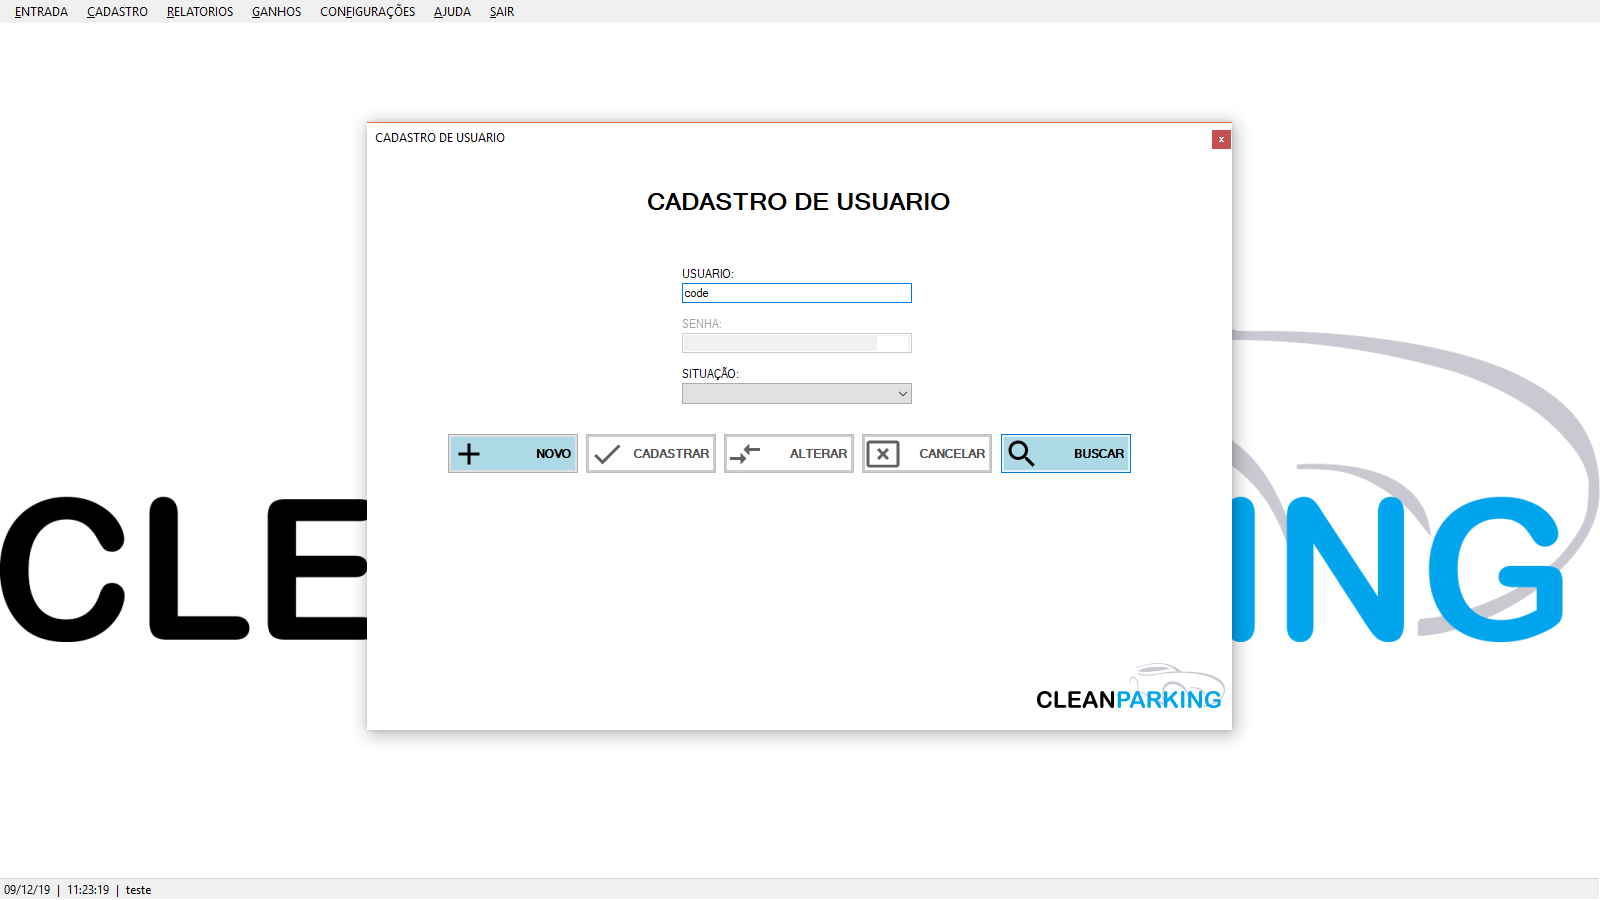 ENTRADA CADASTRO RELATORIOS GANHOS CONFIGURAÇÕES AJUDA SAIR
CADASTRO DE USUARIO
x
CADASTRO DE USUARIO
USUARIO:
code
SENHA:
SITUAÇÃO:
NOVO CADASTRAR ALTERAR CANCELAR BUSCAR
CLE ING
CLEANPARKING
09/12/19 | 11:23:19 | teste